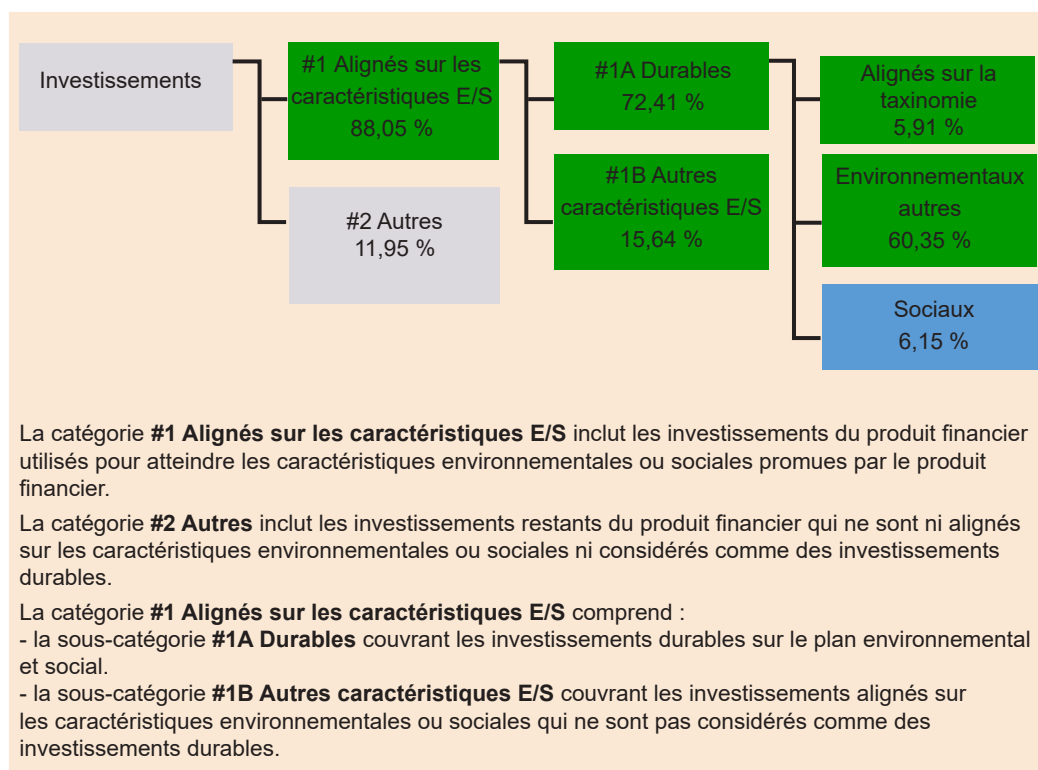 Investissements
#1 Alignés sur les
caractéristiques E/S
88,05 %
#2 Autres
11,95 %
#1A Durables
72,41 %
#1B Autres
caractéristiques E/S
15,64 %
Alignés sur la
taxinomie
5,91 %
Environnementaux
autres
60,35 %
Sociaux
6,15 %
La catégorie #1 Alignés sur les caractéristiques E/S inclut les investissements du produit financier
utilisés pour atteindre les caractéristiques environnementales ou sociales promues par le produit
financier.
La catégorie #2 Autres inclut les investissements restants du produit financier qui ne sont ni alignés
sur les caractéristiques environnementales ou sociales ni considérés comme des investissements
durables.
La catégorie #1 Alignés sur les caractéristiques E/S comprend :
- la sous-catégorie #1A Durables couvrant les investissements durables sur le plan environnemental
et social.
- la sous-catégorie #1B Autres caractéristiques E/S couvrant les investissements alignés sur
les caractéristiques environnementales ou sociales qui ne sont pas considérés comme des
investissements durables.